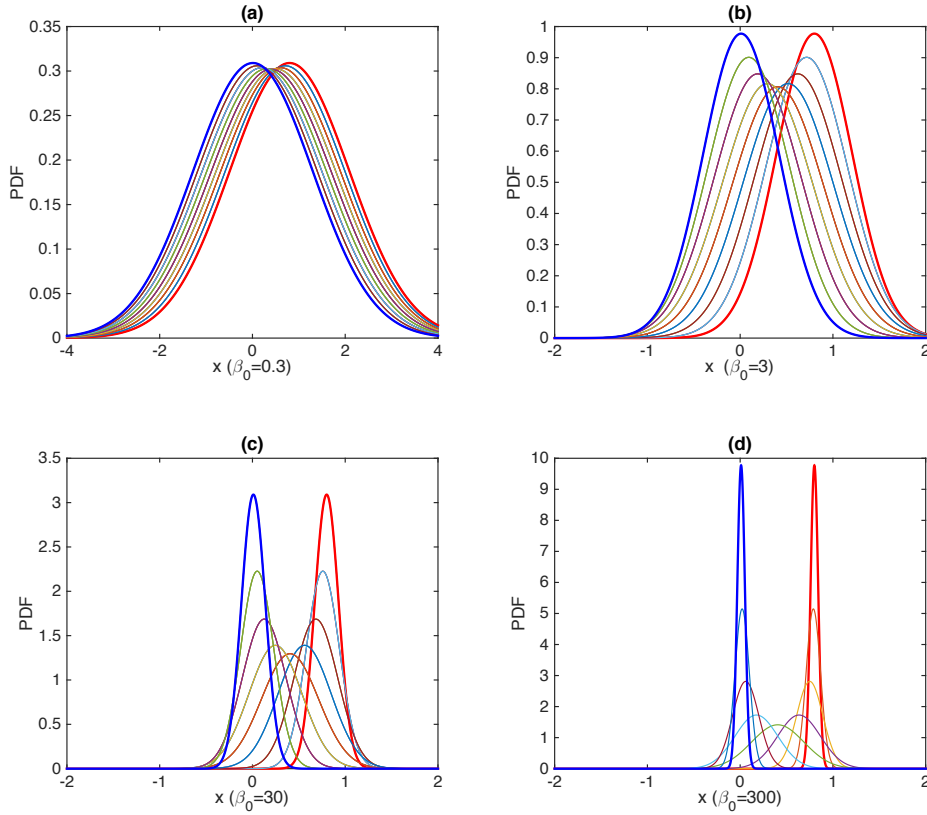 (a)
0.35
0.3
0.25
0.2
0.15
0.1
0.05
0
PDF
-4 -2 0 2 4
x (β₀=0.3)
(b)
1
0.9
0.8
0.7
0.6
0.5
0.4
0.3
0.2
0.1
0
PDF
-2 -1 0 1 2
x (β₀=3)
(c)
3.5
3
2.5
2
1.5
1
0.5
0
PDF
-2 -1 0 1 2
x (β₀=30)
(d)
10
9
8
7
6
5
4
3
2
1
0
PDF
-2 -1 0 1 2
x (β₀=300)